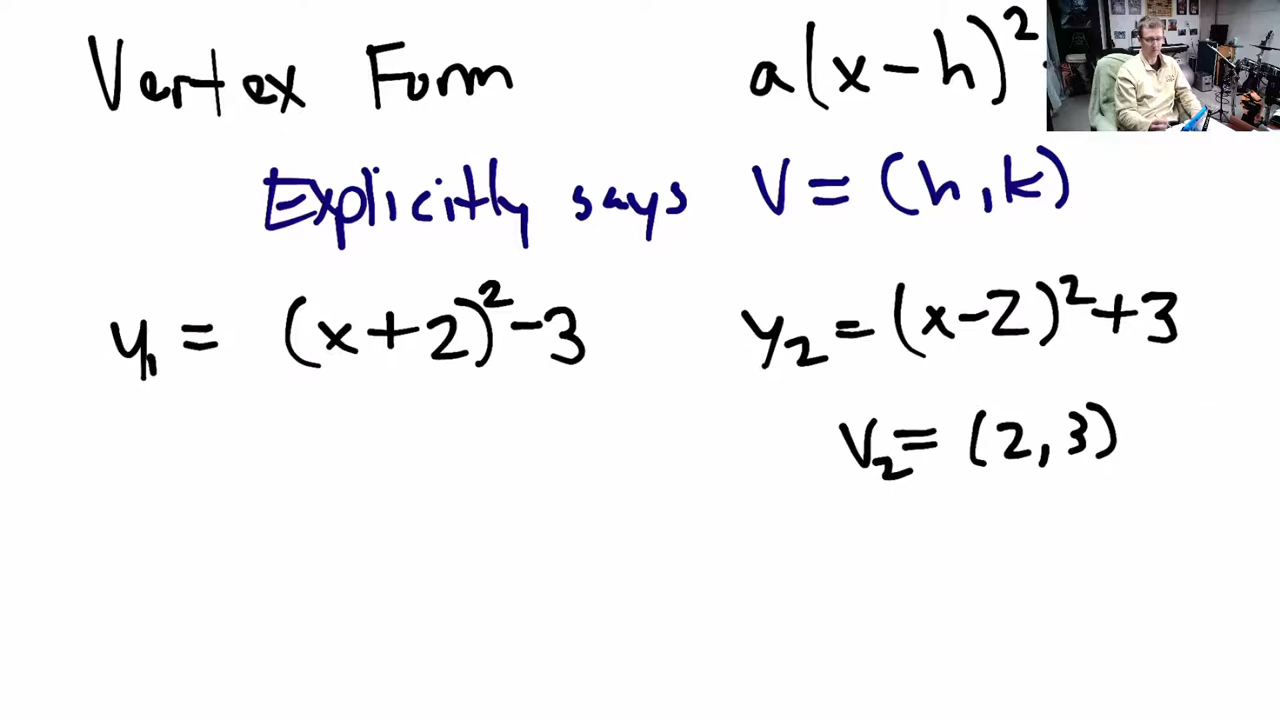 Vertex Form a(x-h)²
Explicitly says V = (h,k)
y₁ = (x+2)²-3 y₂ = (x-2)²+3
V₂ = (2,3)